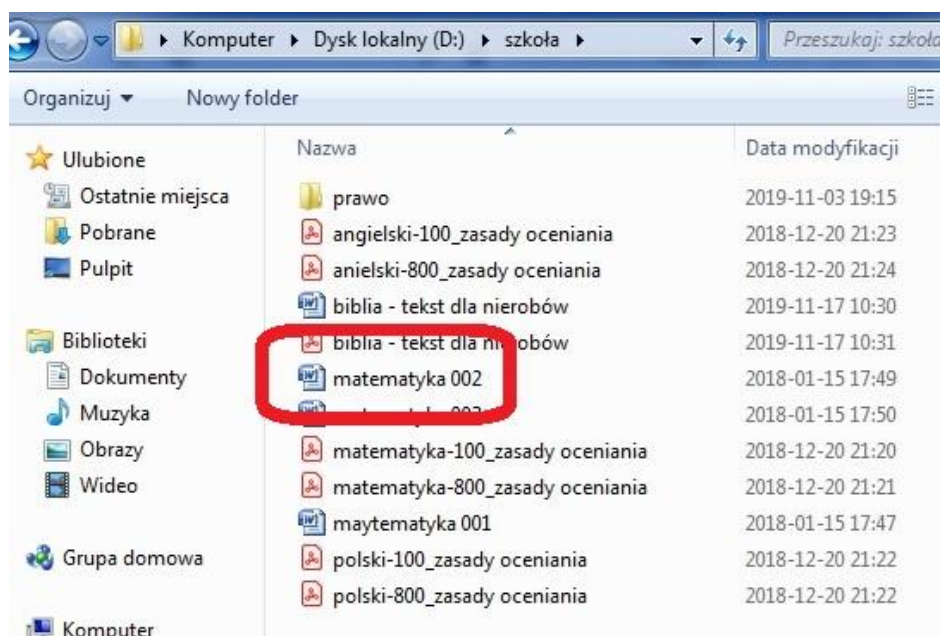 Komputer ▸ Dysk lokalny (D:) ▸ szkoła ▸ Przeszukaj: szkoła
Organizuj Nowy folder
Nazwa Data modyfikacji
Ulubione
Ostatnie miejsca
Pobrane
Pulpit
Biblioteki
Dokumenty
Muzyka
Obrazy
Wideo
Grupa domowa
Komputer
prawo 2019-11-03 19:15
angielski-100_zasady oceniania 2018-12-20 21:23
anielski-800_zasady oceniania 2018-12-20 21:24
biblia - tekst dla nierobów 2019-11-17 10:30
biblia - tekst dla nierobów 2019-11-17 10:31
matematyka 002 2018-01-15 17:49
2018-01-15 17:50
matematyka-100_zasady oceniania 2018-12-20 21:20
matematyka-800_zasady oceniania 2018-12-20 21:21
maytematyka 001 2018-01-15 17:47
polski-100_zasady oceniania 2018-12-20 21:22
polski-800_zasady oceniania 2018-12-20 21:22